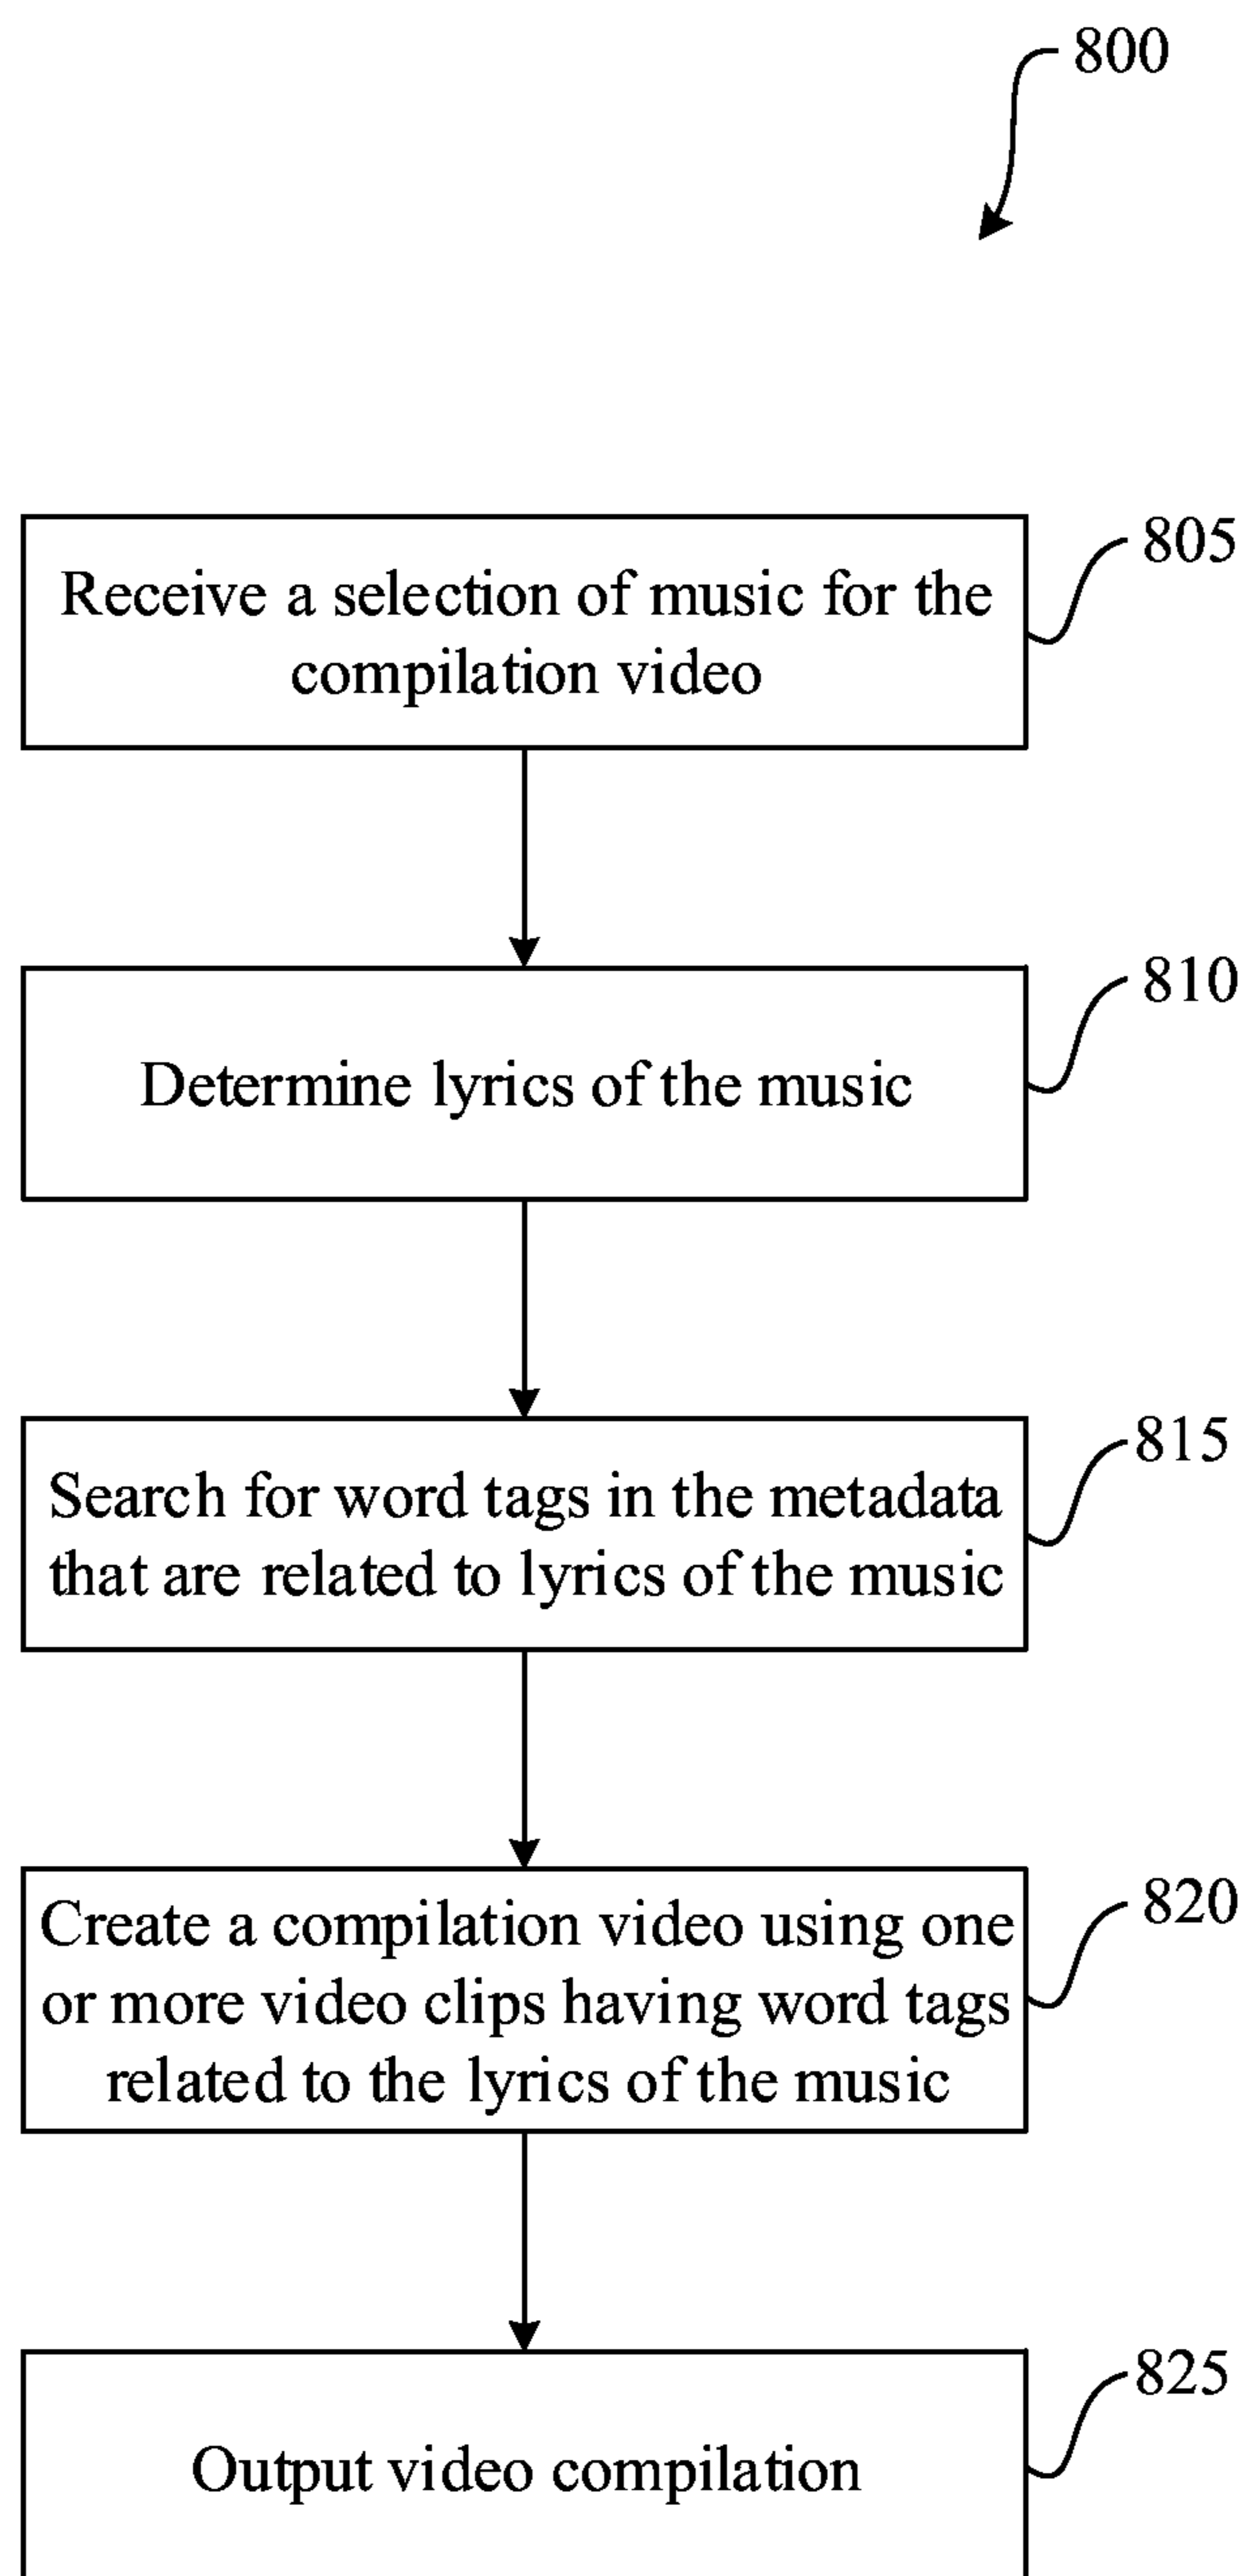 800
Receive a selection of music for the
compilation video
805
Determine lyrics of the music
810
Search for word tags in the metadata
that are related to lyrics of the music
815
Create a compilation video using one
or more video clips having word tags
related to the lyrics of the music
820
Output video compilation
825